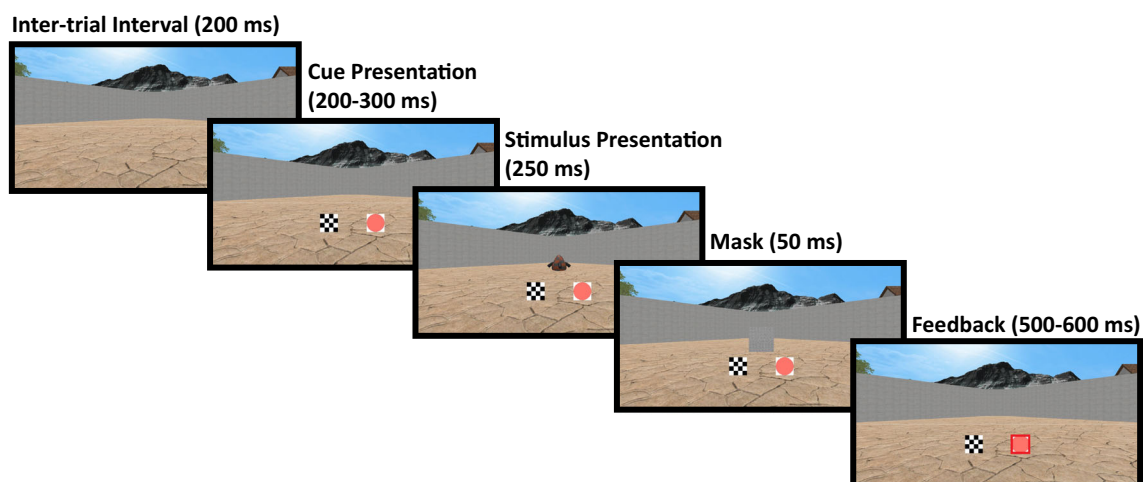 Inter-trial Interval (200 ms)
Cue Presentation
(200-300 ms)
Stimulus Presentation
(250 ms)
Mask (50 ms)
Feedback (500-600 ms)